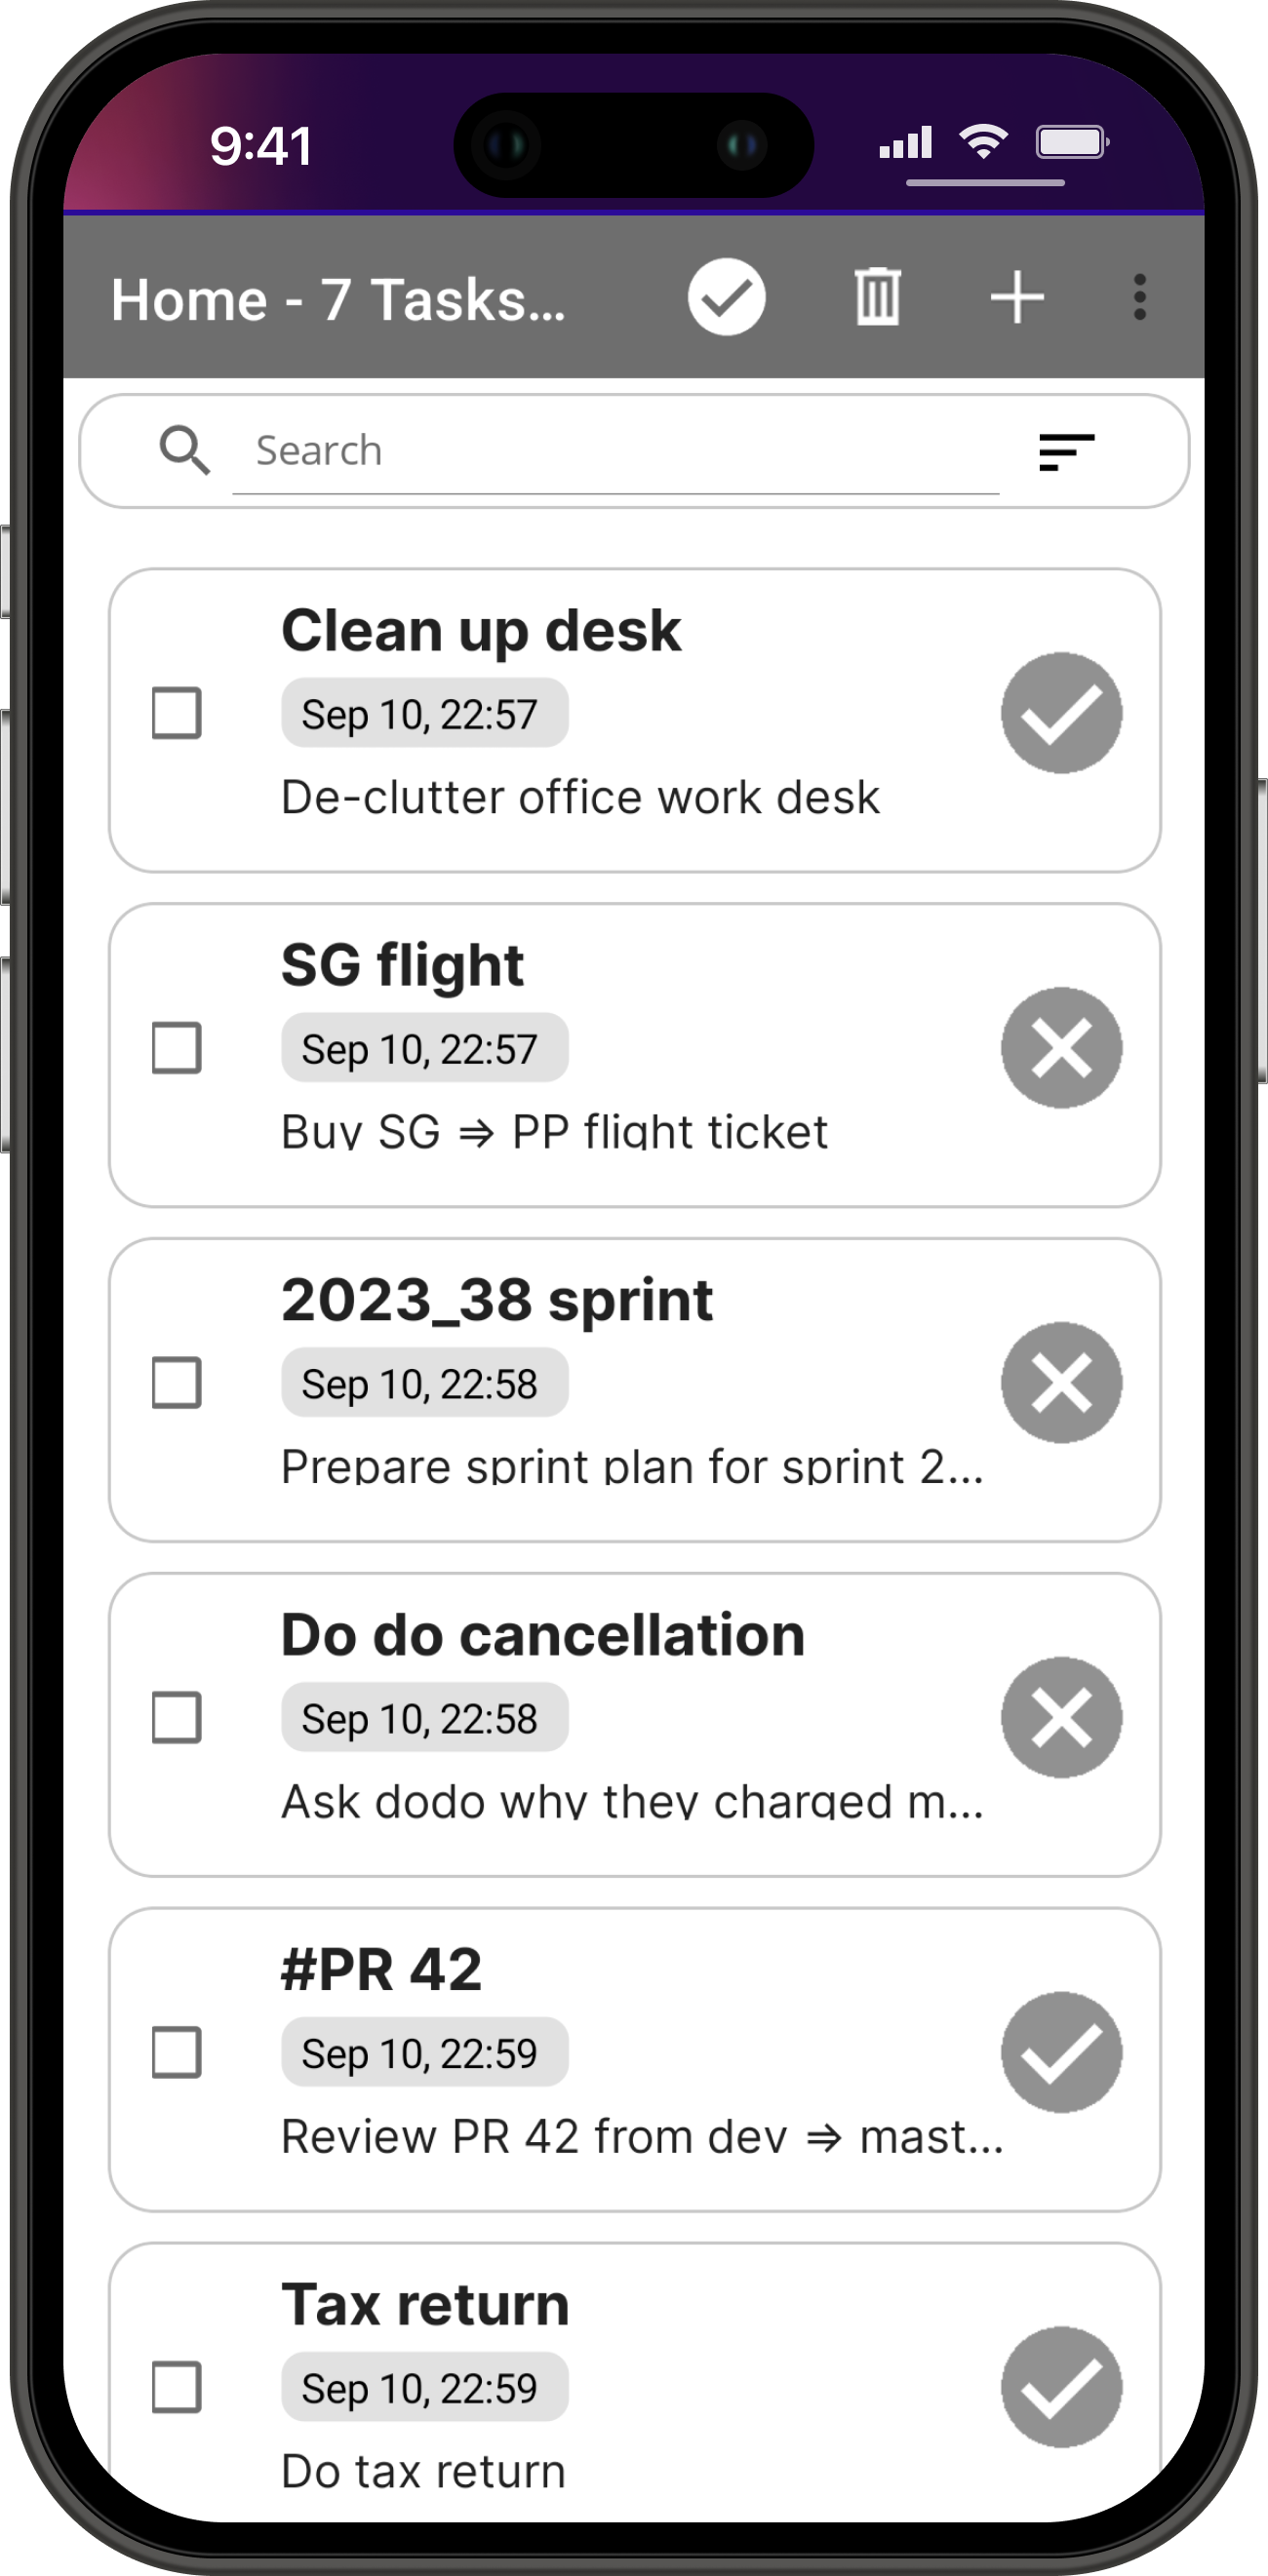 9:41
Home - 7 Tasks...
Search
Clean up desk
Sep 10, 22:57
De-clutter office work desk
SG flight
Sep 10, 22:57
Buy SG ⇒ PP flight ticket
2023_38 sprint
Sep 10, 22:58
Prepare sprint plan for sprint 2...
Do do cancellation
Sep 10, 22:58
Ask dodo why they charged m...
#PR 42
Sep 10, 22:59
Review PR 42 from dev ⇒ mast...
Tax return
Sep 10, 22:59
Do tax return